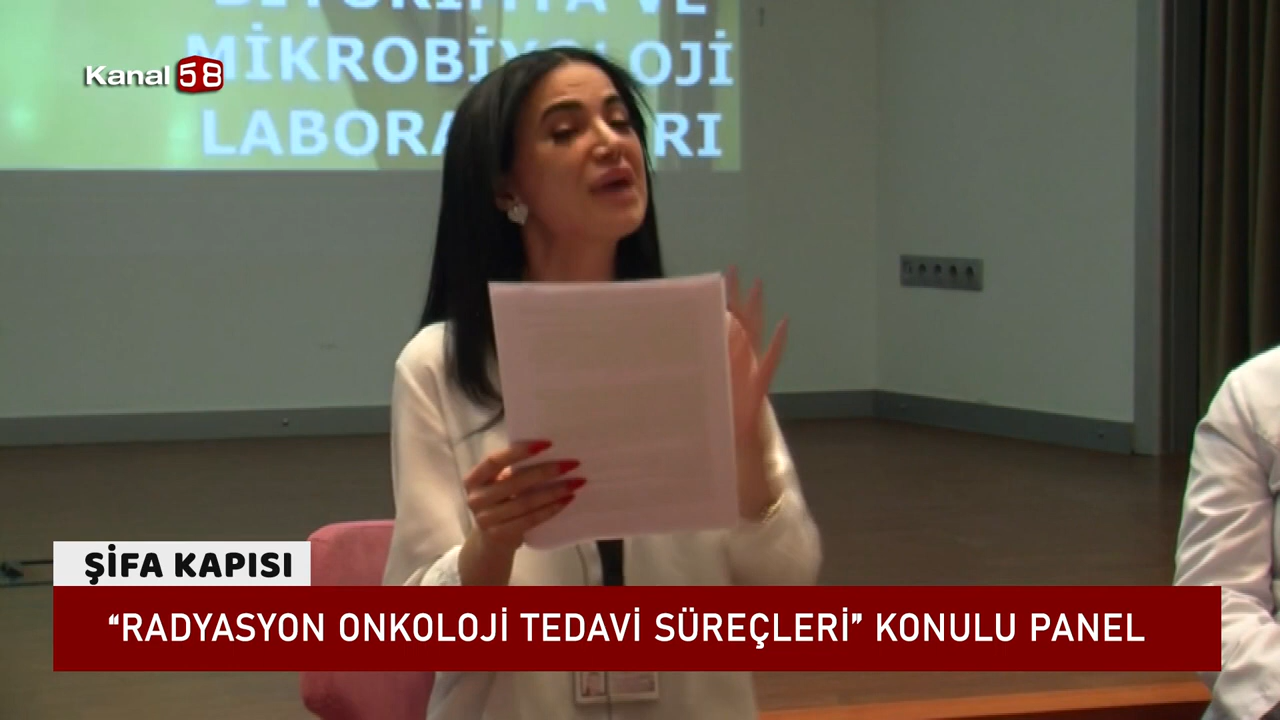 MİKROBİYOLOJİ
Kanal 58
ŞİFA KAPISI
“RADYASYON ONKOLOJİ TEDAVİ SÜREÇLERİ” KONULU PANEL